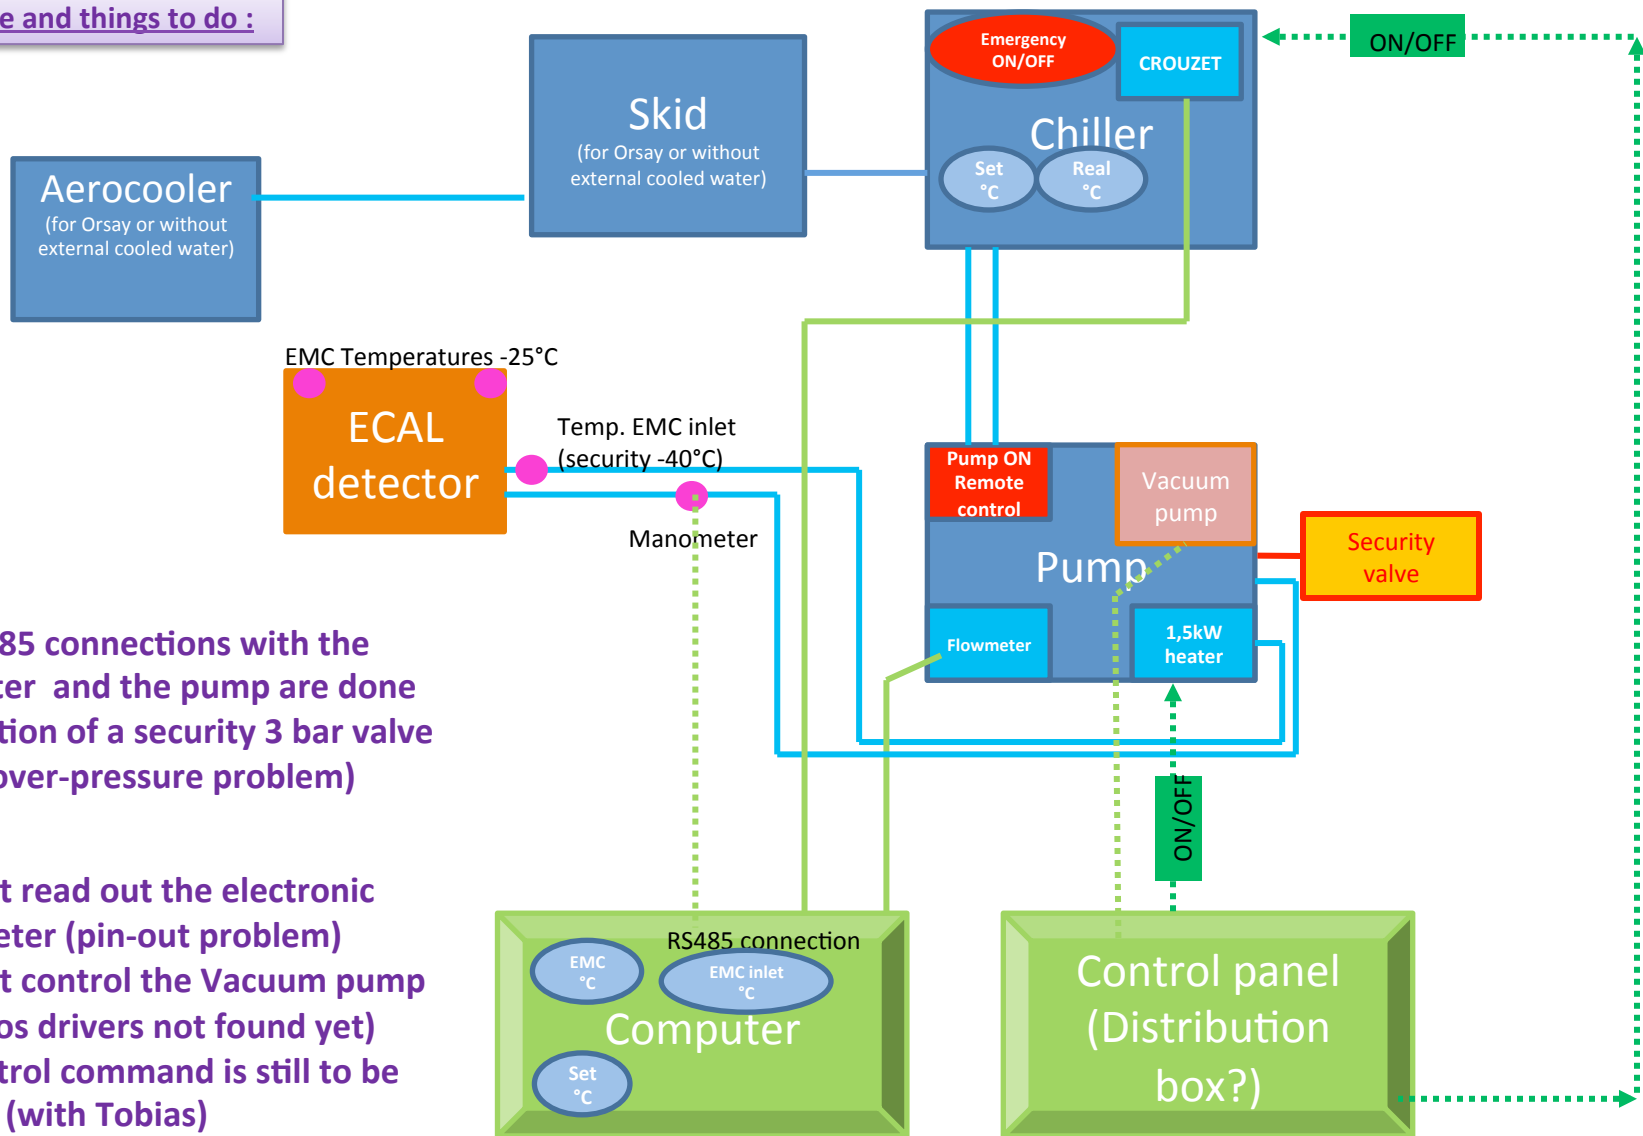 e and things to do :
Emergency
ON/OFF
CROUZET
ON/OFF
Skid
(for Orsay or without
external cooled water)
Chiller
Set
°C
Real
°C
Aerocooler
(for Orsay or without
external cooled water)
EMC Temperatures -25°C
ECAL
detector
Temp. EMC inlet
(security -40°C)
Manometer
Pump ON
Remote
control
Vacuum
pump
Pump
Security
valve
Flowmeter
1,5kW
heater
85 connections with the
ter and the pump are done
tion of a security 3 bar valve
over-pressure problem)
ON/OFF
t read out the electronic
eter (pin-out problem)
t control the Vacuum pump
os drivers not found yet)
trol command is still to be
(with Tobias)
RS485 connection
EMC
°C
EMC inlet
°C
Computer
Set
°C
Control panel
(Distribution
box?)